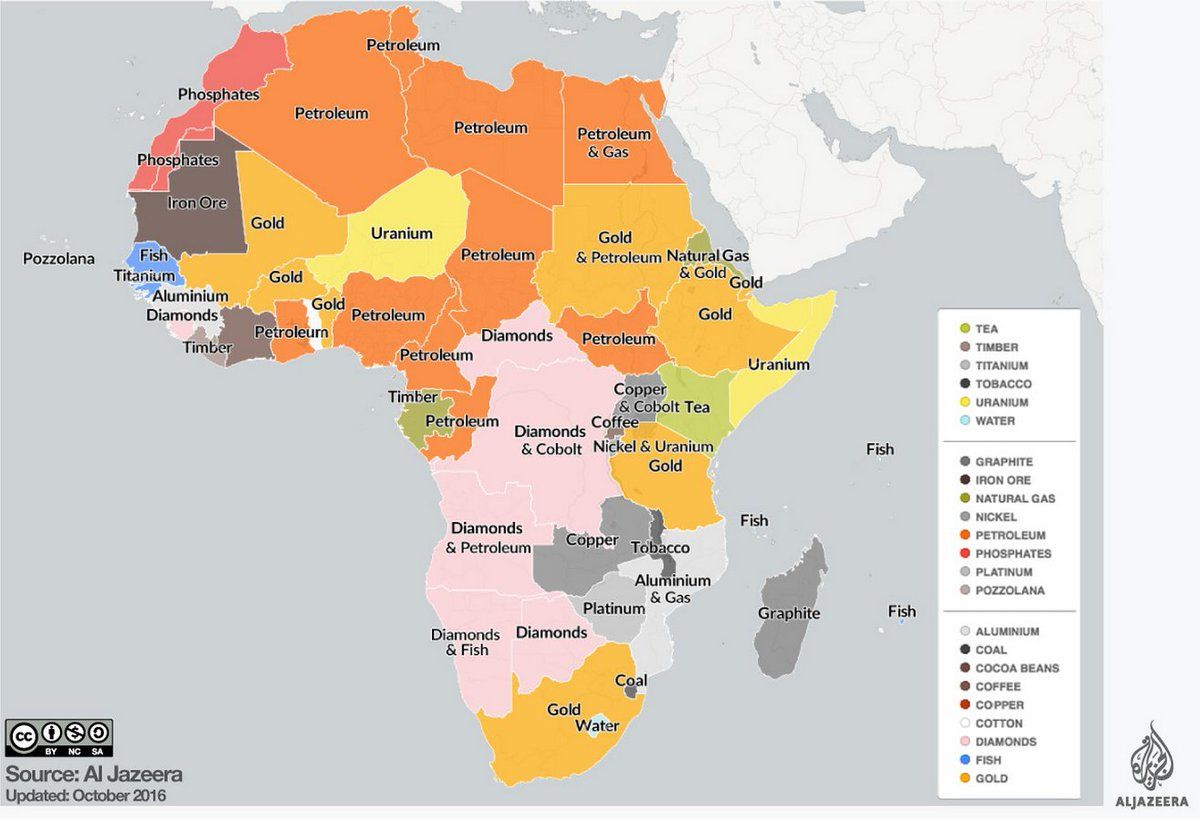 Petroleum
Phosphates
Petroleum
Petroleum
Petroleum
& Gas
Phosphates
Iron Ore
Gold
Uranium
Gold
& Petroleum
Natural Gas
& Gold
Pozzolana
Fish
Titanium
Petroleum
Gold
Gold
Aluminium
Diamonds
Gold
Petroleum
Gold
Timber
Petroleum
Diamonds
Petroleum
Petroleum
Uranium
Timber
Petroleum
Copper
& Cobolt
Tea
Coffee
Diamonds
& Cobolt
Nickel & Uranium
Gold
Fish
Diamonds
& Petroleum
Copper
Tobacco
Fish
Aluminium
& Gas
Platinum
Graphite
Fish
Diamonds
& Fish
Diamonds
Coal
Gold
Water
TEA
TIMBER
TITANIUM
TOBACCO
URANIUM
WATER
GRAPHITE
IRON ORE
NATURAL GAS
NICKEL
PETROLEUM
PHOSPHATES
PLATINUM
POZZOLANA
ALUMINIUM
COAL
COCOA BEANS
COFFEE
COPPER
COTTON
DIAMONDS
FISH
GOLD
cc
BY NC SA
Source: Al Jazeera
Updated: October 2016
ALJAZEERA